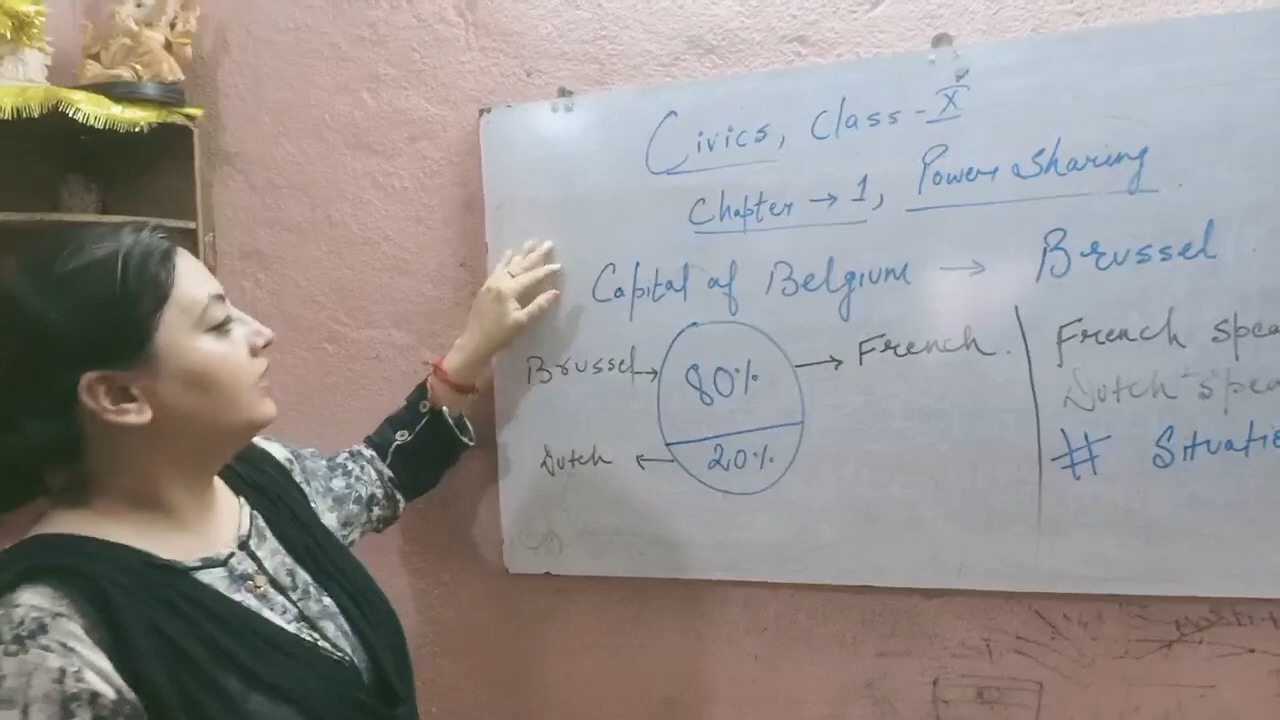 Civics, Class - X
Chapter → 1, Power Sharing
Capital of Belgium → Brussel
Brussel → 80% → French.
Dutch ← 20%
French spea
Dutch spea
# Situatio